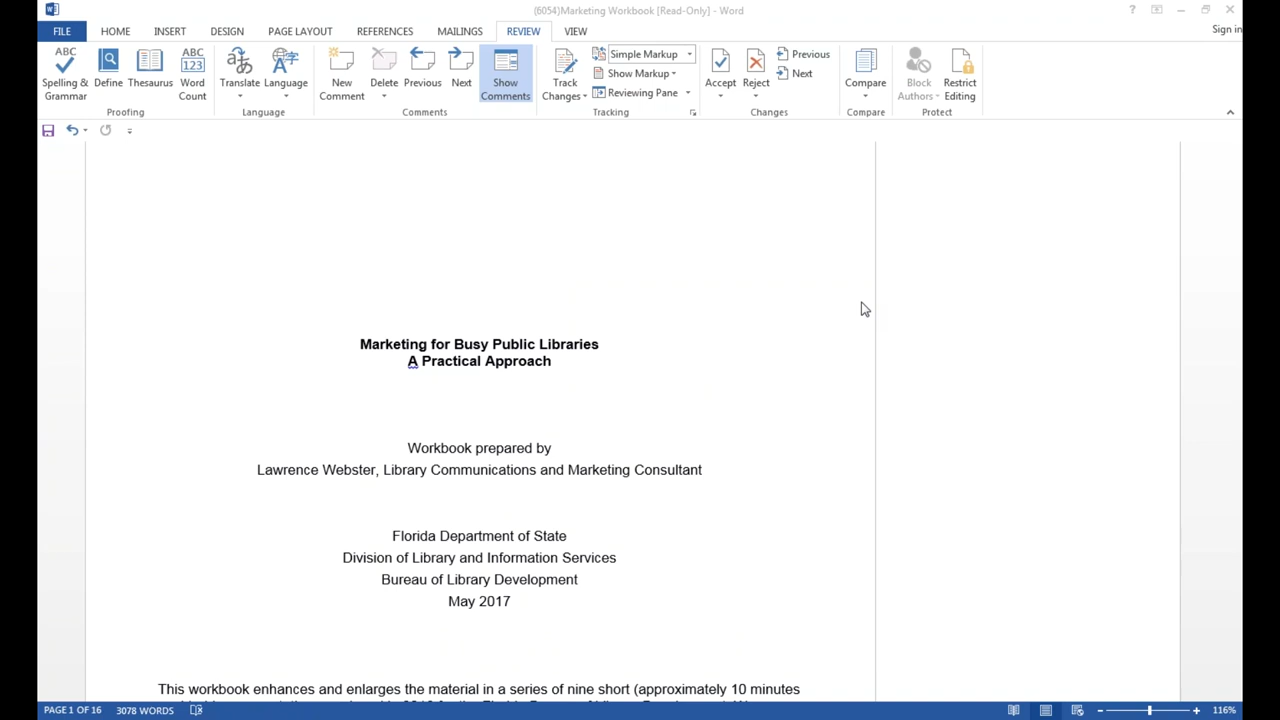 (6054)Marketing Workbook [Read-Only] - Word
?
FILE HOME INSERT DESIGN PAGE LAYOUT REFERENCES MAILINGS REVIEW VIEW Sign in
ABC Spelling & Grammar
Define
Thesaurus
ABC 123 Word Count
Proofing
Translate
Language
Language
New Comment
Delete
Previous
Next
Show Comments
Comments
Track Changes
Simple Markup
Show Markup
Reviewing Pane
Tracking
Accept
Reject
Previous
Next
Changes
Compare
Compare
Block Authors
Restrict Editing
Protect
Marketing for Busy Public Libraries
A Practical Approach
Workbook prepared by
Lawrence Webster, Library Communications and Marketing Consultant
Florida Department of State
Division of Library and Information Services
Bureau of Library Development
May 2017
This workbook enhances and enlarges the material in a series of nine short (approximately 10 minutes
PAGE 1 OF 16 3078 WORDS 116%